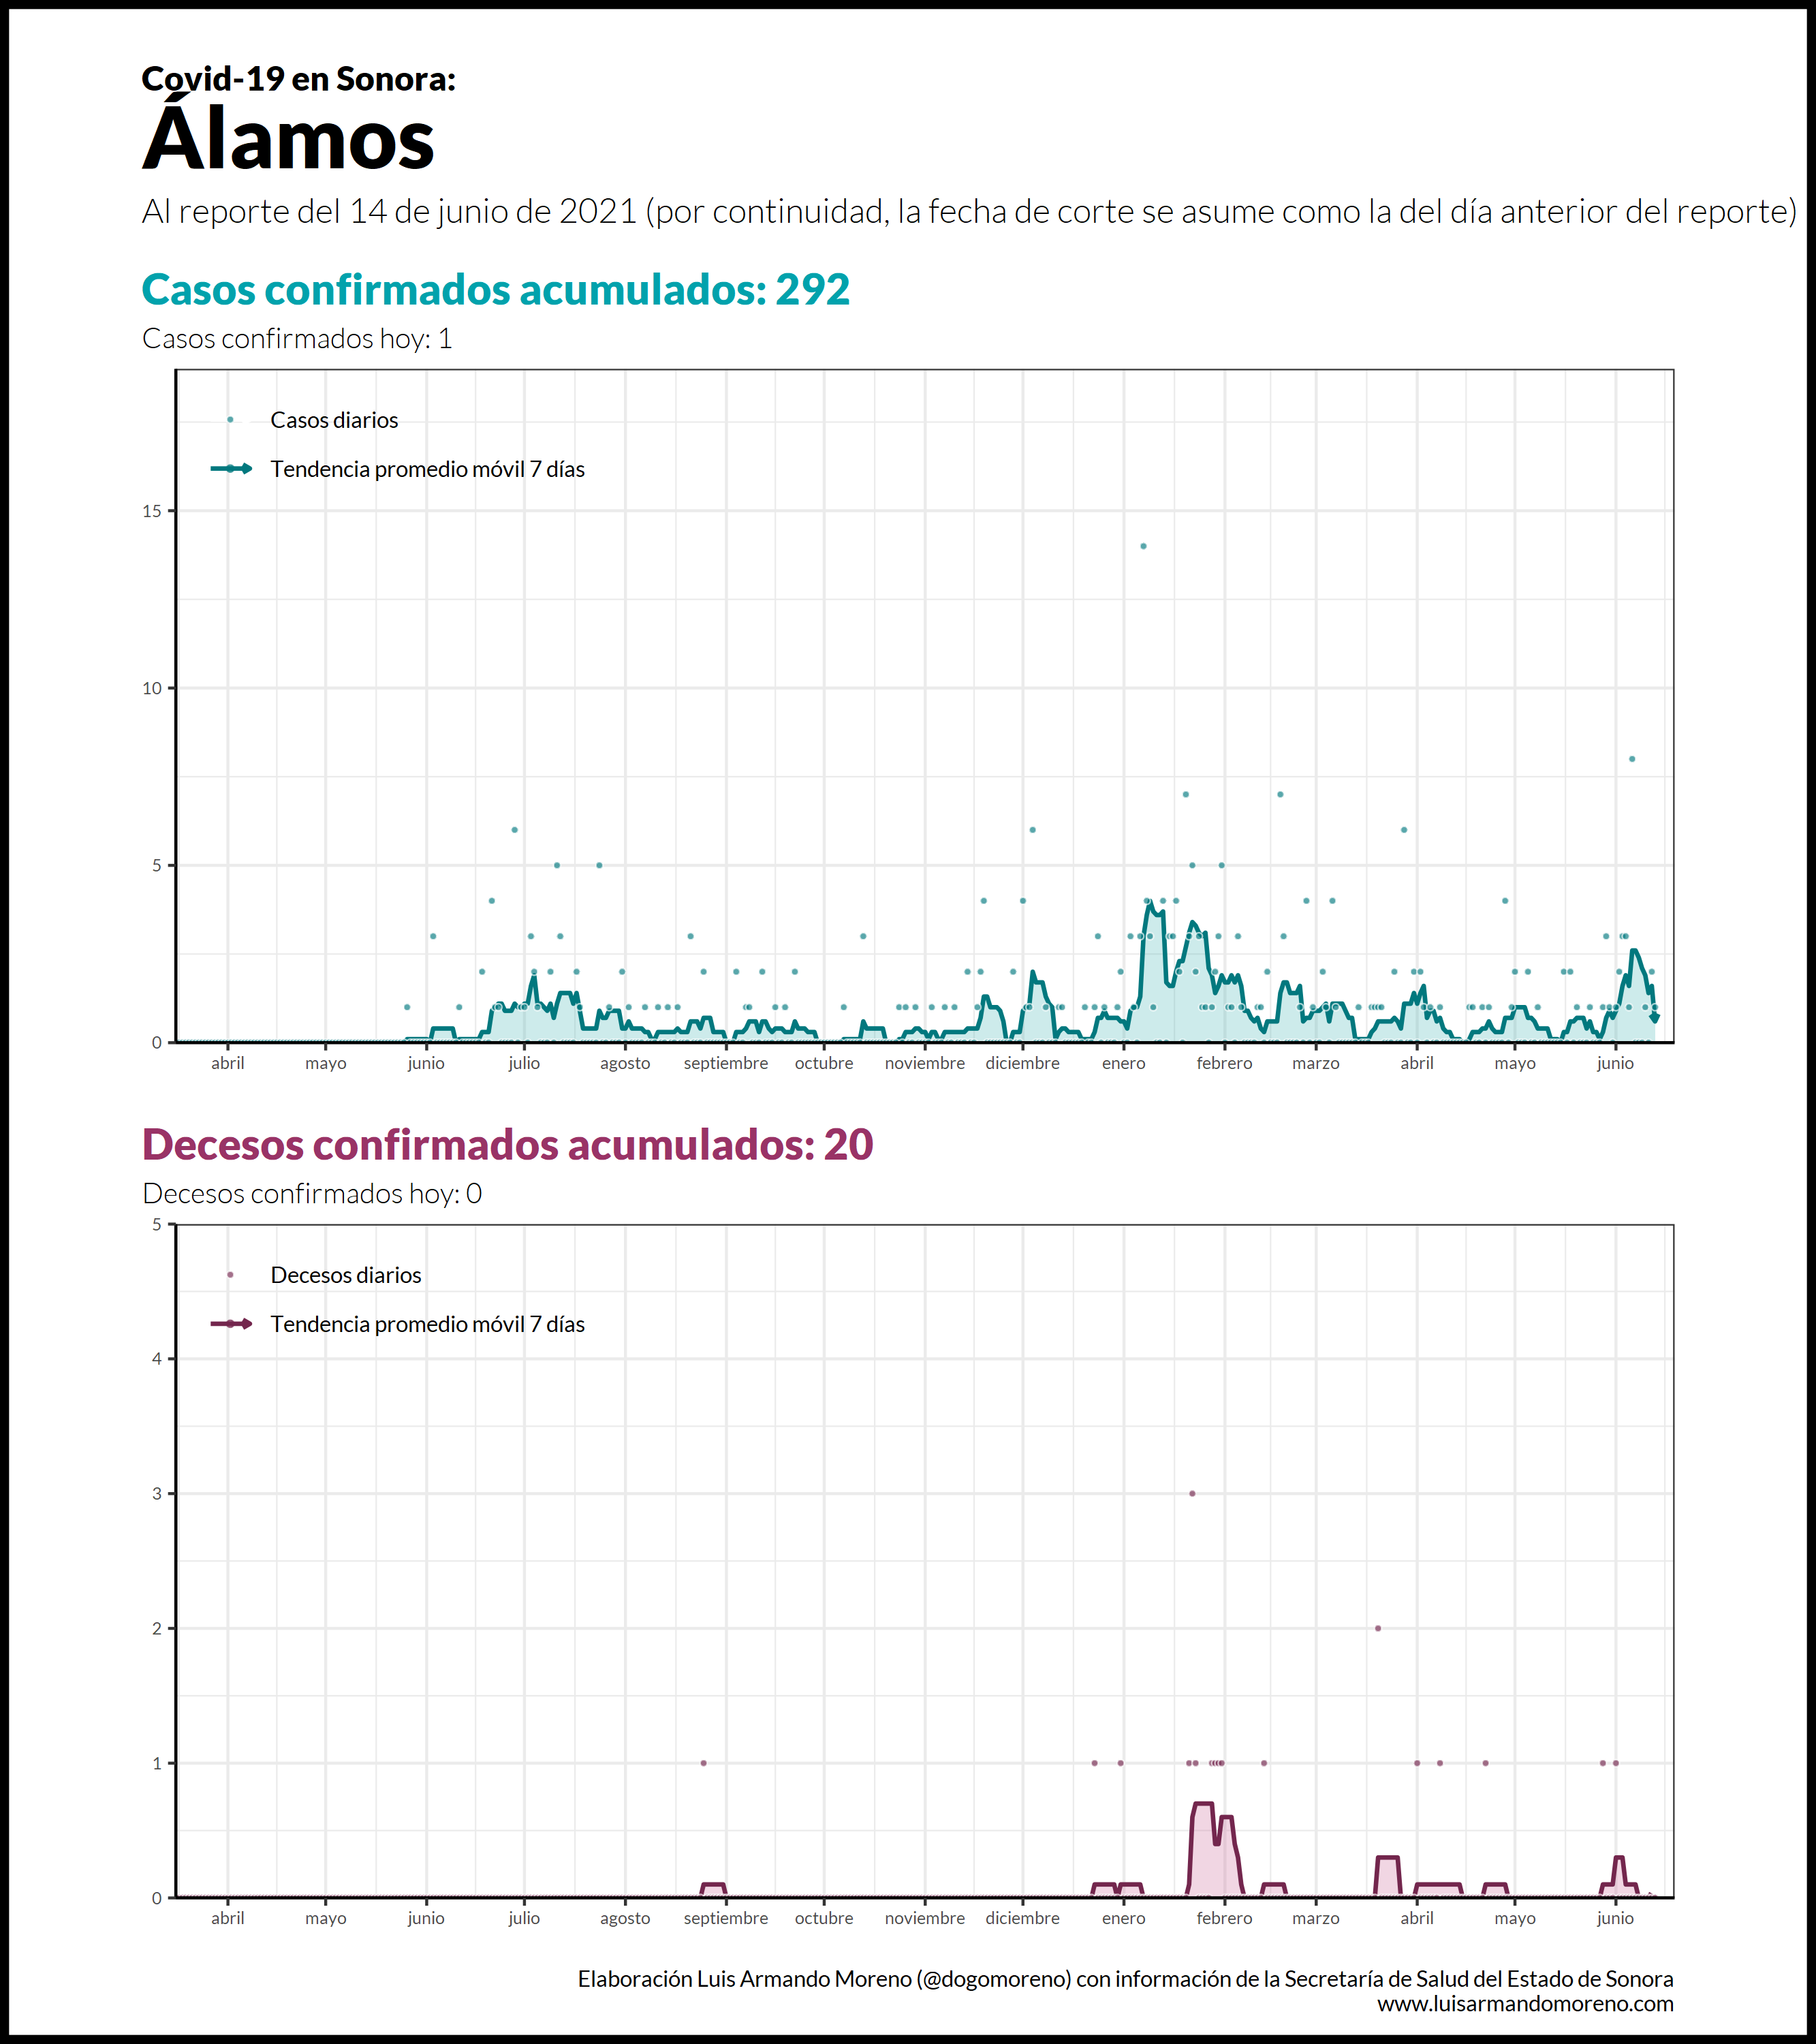 Covid-19 en Sonora:
Álamos
Al reporte del 14 de junio de 2021 (por continuidad, la fecha de corte se asume como la del día anterior del reporte)
Casos confirmados acumulados: 292
Casos confirmados hoy: 1
Casos diarios
Tendencia promedio móvil 7 días
15
10
5
0
abril mayo junio julio agosto septiembre octubre noviembre diciembre enero febrero marzo abril mayo junio
Decesos confirmados acumulados: 20
Decesos confirmados hoy: 0
5
Decesos diarios
Tendencia promedio móvil 7 días
4
3
2
1
0
abril mayo junio julio agosto septiembre octubre noviembre diciembre enero febrero marzo abril mayo junio
Elaboración Luis Armando Moreno (@dogomoreno) con información de la Secretaría de Salud del Estado de Sonora
www.luisarmandomoreno.com